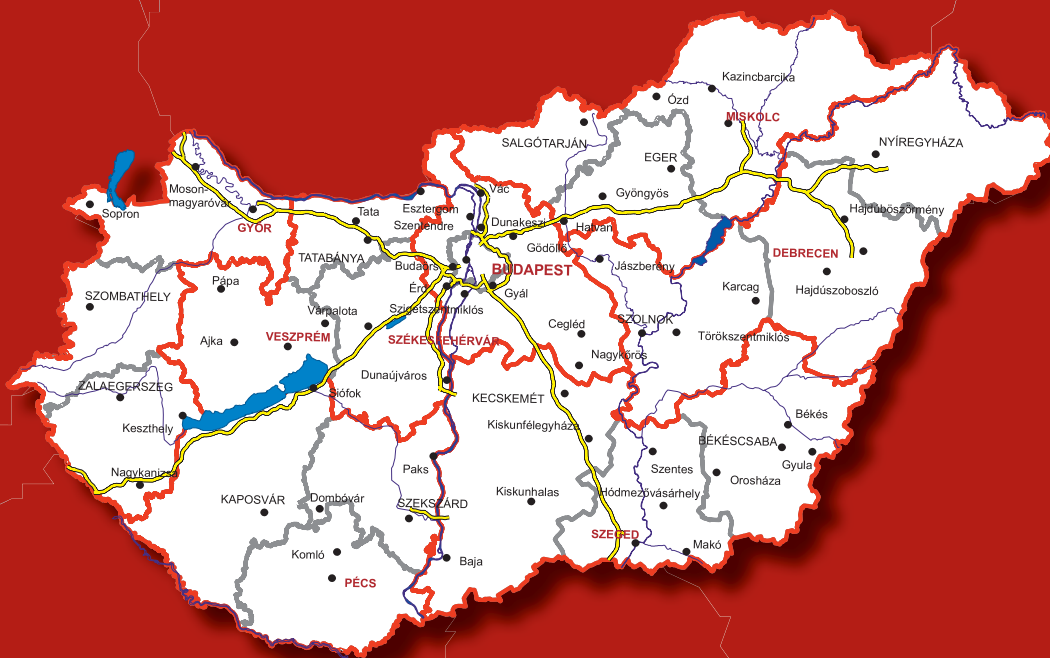 Kazincbarcika
Ózd
MISKOLC
SALGÓTARJÁN
NYÍREGYHÁZA
EGER
Moson-
magyaróvár
Vác
Gyöngyös
Sopron
Tata
Esztergom
Hajdúböszörmény
GYŐR
Szentendre
Dunakeszi
Hatvan
Gödöllő
DEBRECEN
TATABÁNYA
Budaörs
BUDAPEST
Jászberény
Pápa
Érd
Gyál
Karcag
Hajdúszoboszló
SZOMBATHELY
Várpalota
Szigetszentmiklós
Cegléd
SZOLNOK
Ajka
VESZPRÉM
SZÉKESFEHÉRVÁR
Törökszentmiklós
Nagykőrös
ZALAEGERSZEG
Dunaújváros
Siófok
KECSKEMÉT
Békés
Keszthely
Kiskunfélegyháza
BÉKÉSCSABA
Nagykanizsa
Paks
Szentes
Gyula
Orosháza
KAPOSVÁR
Dombóvár
SZEKSZÁRD
Kiskunhalas
Hódmezővásárhely
SZEGED
Makó
Komló
Baja
PÉCS